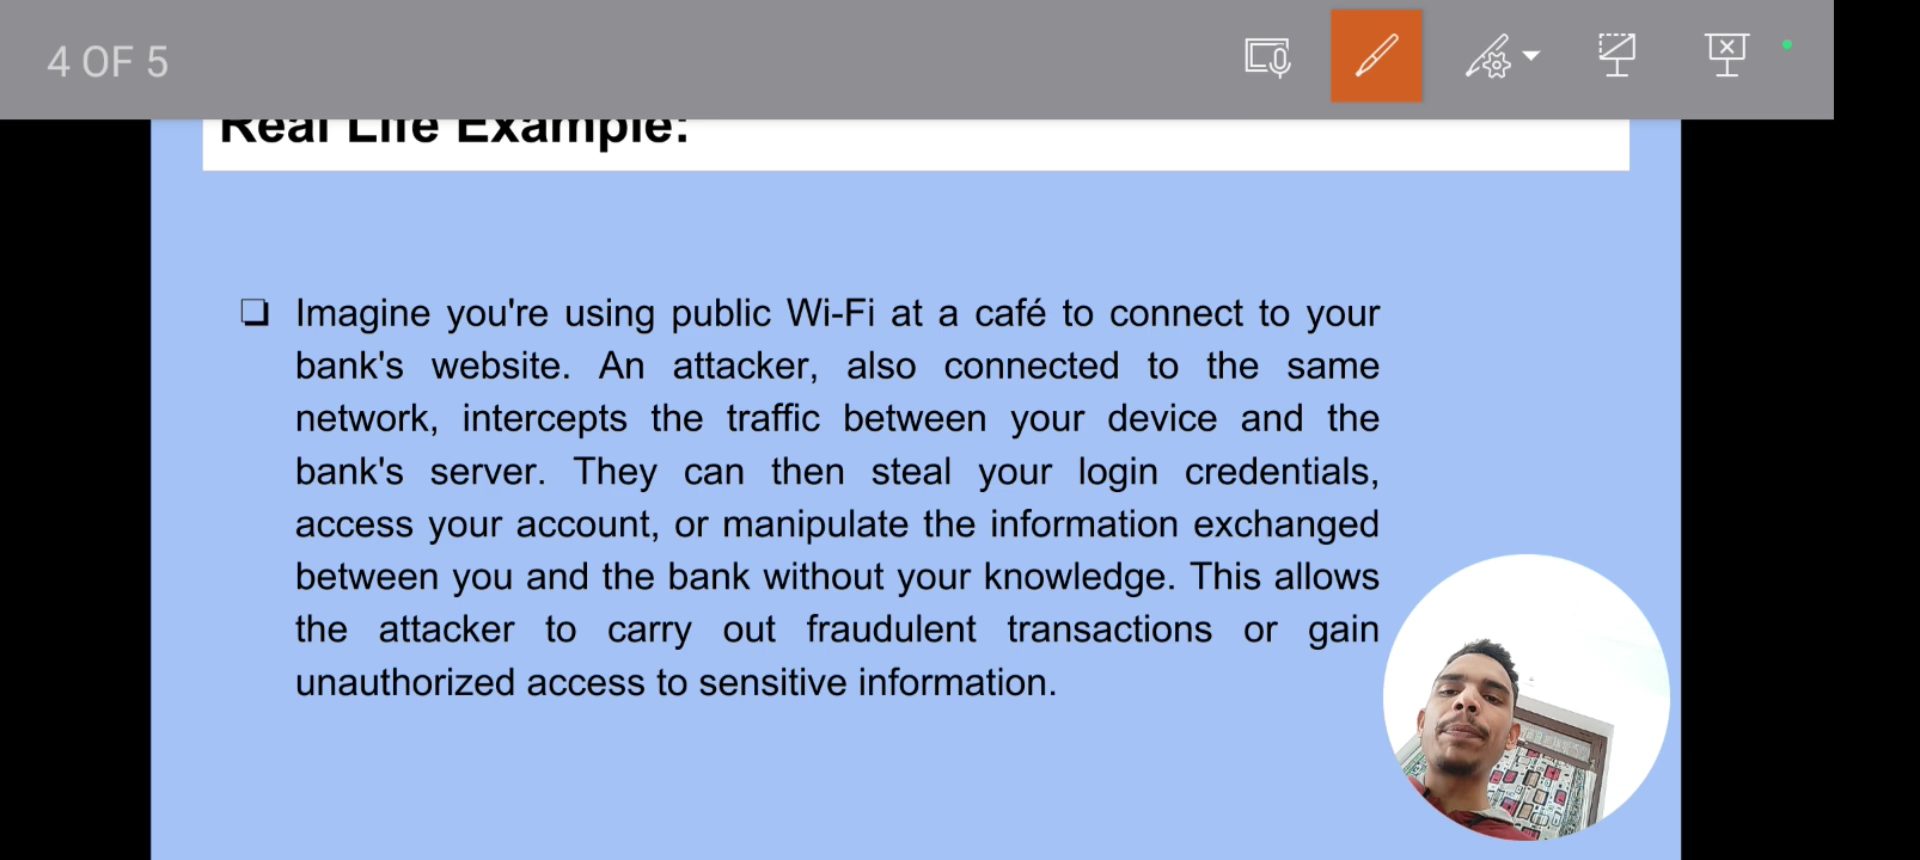 4 OF 5
Real Life Example:
❑ Imagine you're using public Wi-Fi at a café to connect to your
bank's website. An attacker, also connected to the same
network, intercepts the traffic between your device and the
bank's server. They can then steal your login credentials,
access your account, or manipulate the information exchanged
between you and the bank without your knowledge. This allows
the attacker to carry out fraudulent transactions or gain
unauthorized access to sensitive information.